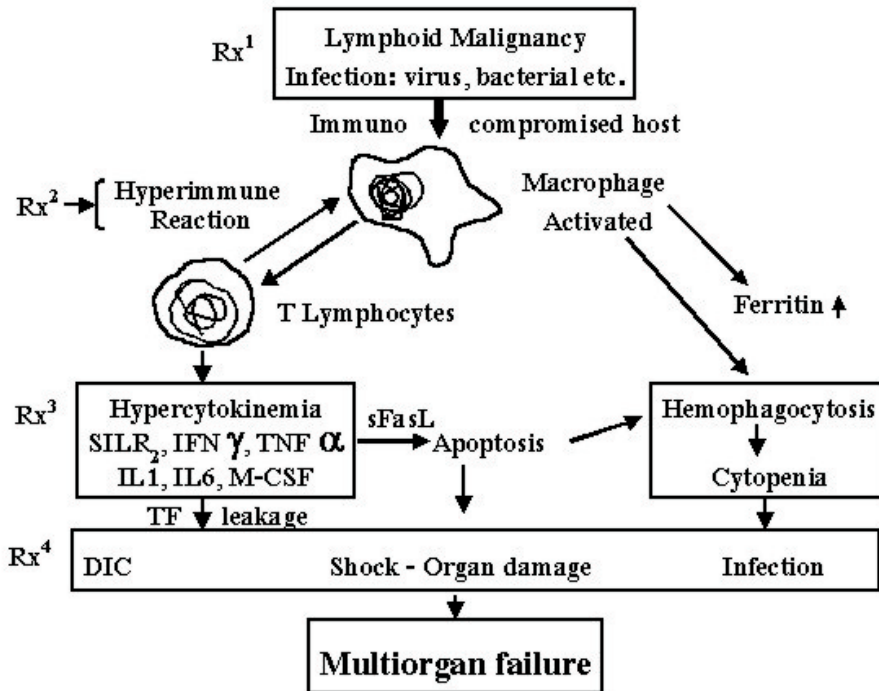 Rx¹
Lymphoid Malignancy
Infection: virus, bacterial etc.
Immuno compromised host
Rx²
Hyperimmune
Reaction
Macrophage
Activated
T Lymphocytes
Ferritin
Rx³
Hypercytokinemia
SILR₂, IFN γ, TNF α
IL1, IL6, M-CSF
sFasL
Apoptosis
Hemophagocytosis
Cytopenia
TF leakage
Rx⁴
DIC Shock - Organ damage Infection
Multiorgan failure